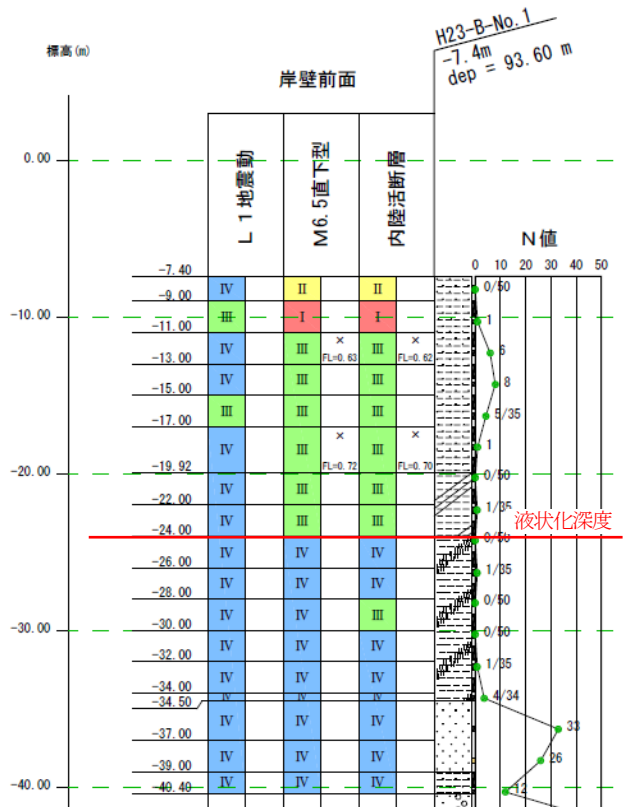 標高(m)
H23-B-No.1
-7.4m
dep = 93.60 m
岸壁前面
L1地震動
M6.5直下型
内陸活断層
N値
0 10 20 30 40 50
0.00
-7.40
IV II II 0/50
-9.00
-10.00
III I I 1
-11.00
IV III × III × 6
FL=0.63 FL=0.62
-13.00
IV III III 8
-15.00
III III III 5/35
-17.00
IV III × III × 1
FL=0.72 FL=0.70
-19.92
-20.00
IV III III 0/50
-22.00
IV III III 1/35
液状化深度
-24.00
IV IV IV 0/50
-26.00
IV IV IV 1/35
-28.00
IV IV III 0/50
-30.00
-30.00
IV IV IV 0/50
-32.00
IV IV IV 1/35
-34.00
IV IV IV 4/34
-34.50
IV IV IV 33
-37.00
IV IV IV 26
-39.00
IV IV IV 12
-40.00
-40.40